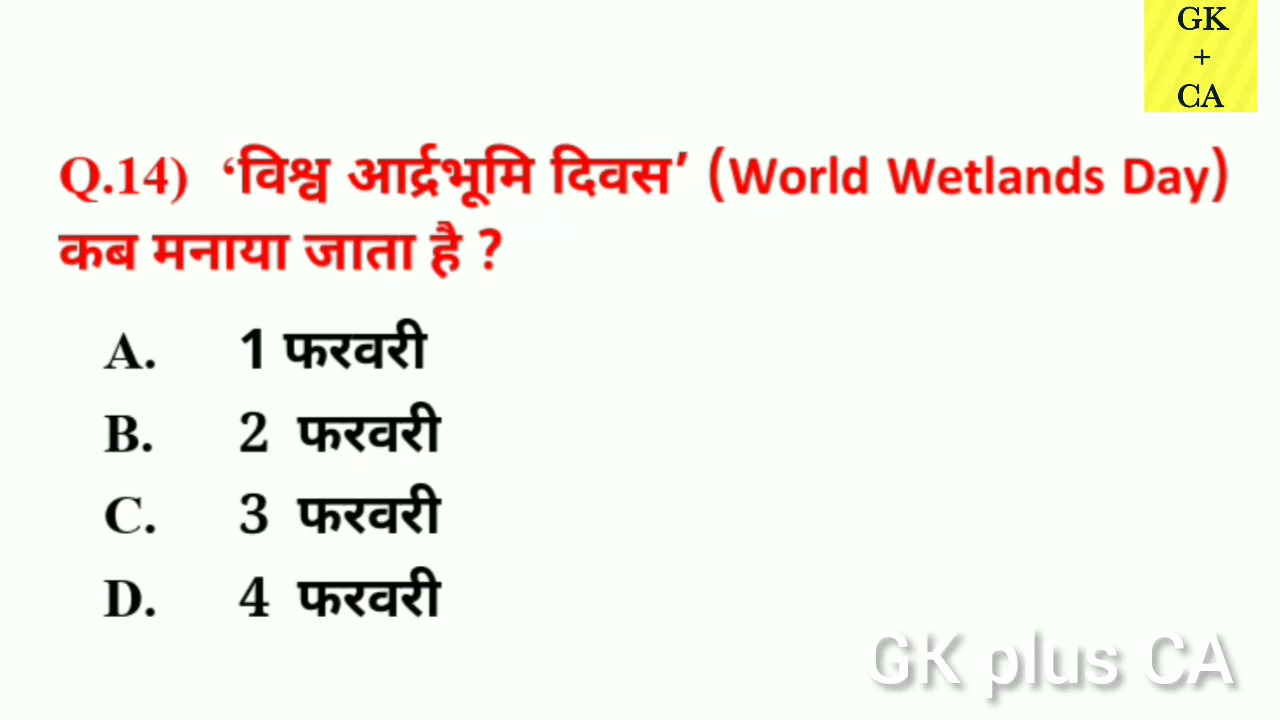 GK
+
CA
Q.14) ‘विश्व आर्द्रभूमि दिवस’ (World Wetlands Day)
कब मनाया जाता है ?
A. 1 फरवरी
B. 2 फरवरी
C. 3 फरवरी
D. 4 फरवरी
GK plus CA